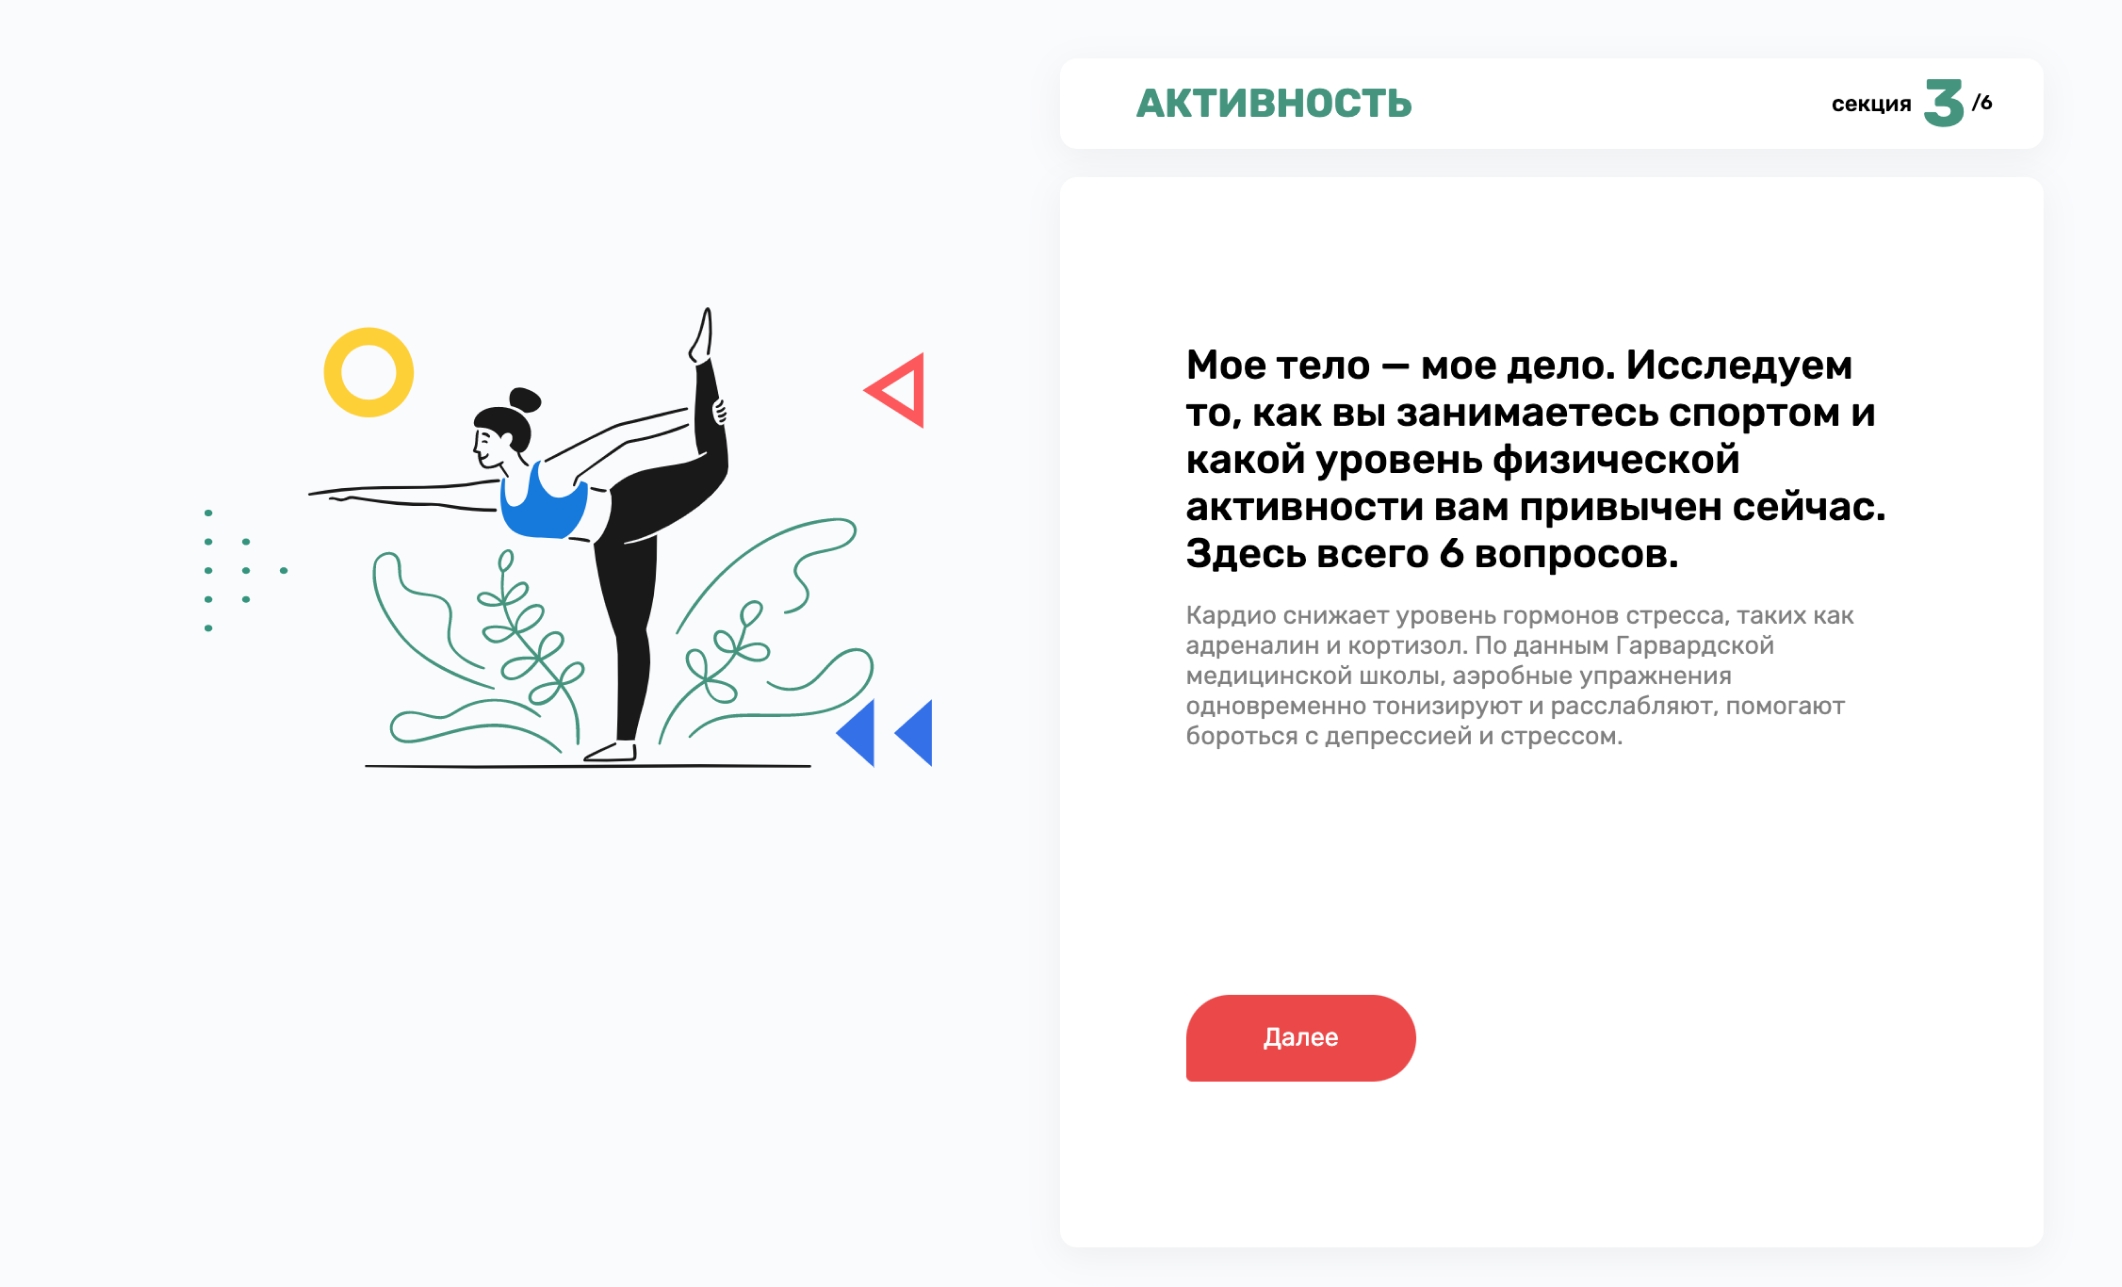 АКТИВНОСТЬ
секция 3 /6
Мое тело — мое дело. Исследуем
то, как вы занимаетесь спортом и
какой уровень физической
активности вам привычен сейчас.
Здесь всего 6 вопросов.
Кардио снижает уровень гормонов стресса, таких как
адреналин и кортизол. По данным Гарвардской
медицинской школы, аэробные упражнения
одновременно тонизируют и расслабляют, помогают
бороться с депрессией и стрессом.
Далее